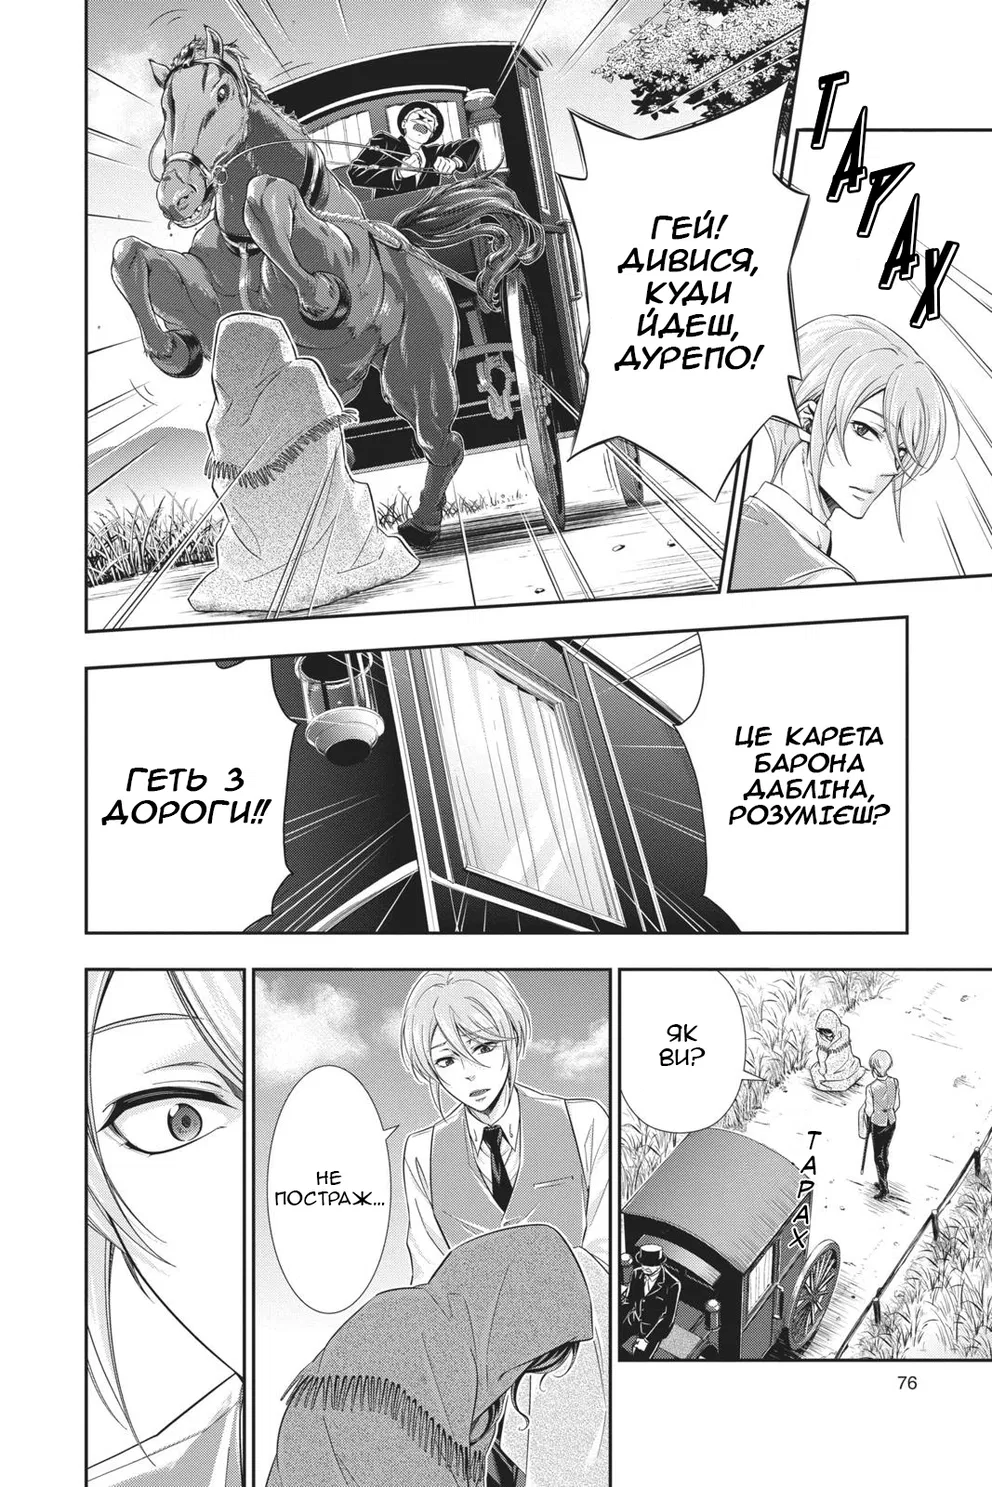 ТАРАХ
ГЕЙ!
ДИВИСЯ,
КУДИ
ЙДЕШ,
ДУРЕПО!
ЦЕ КАРЕТА
БАРОНА
ДАБЛІНА,
РОЗУМІЄШ?
ГЕТЬ З
ДОРОГИ!!
ЯК
ВИ?
ТАРАХ
НЕ
ПОСТРАЖ...
76